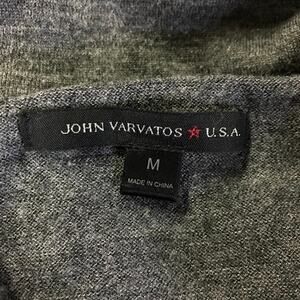 JOHN VARVATOS ★ U.S.A.
M
MADE IN CHINA